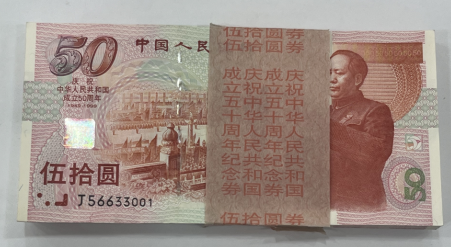 50
中国人民
庆祝
中华人民共和国
成立50周年
1949-1999
伍拾圆
J56633001
伍拾圆券
伍拾圆券
庆祝中华人民共和国
成立五十周年纪念券
庆祝中华人民共和国
成立五十周年纪念券
伍拾圆券
50